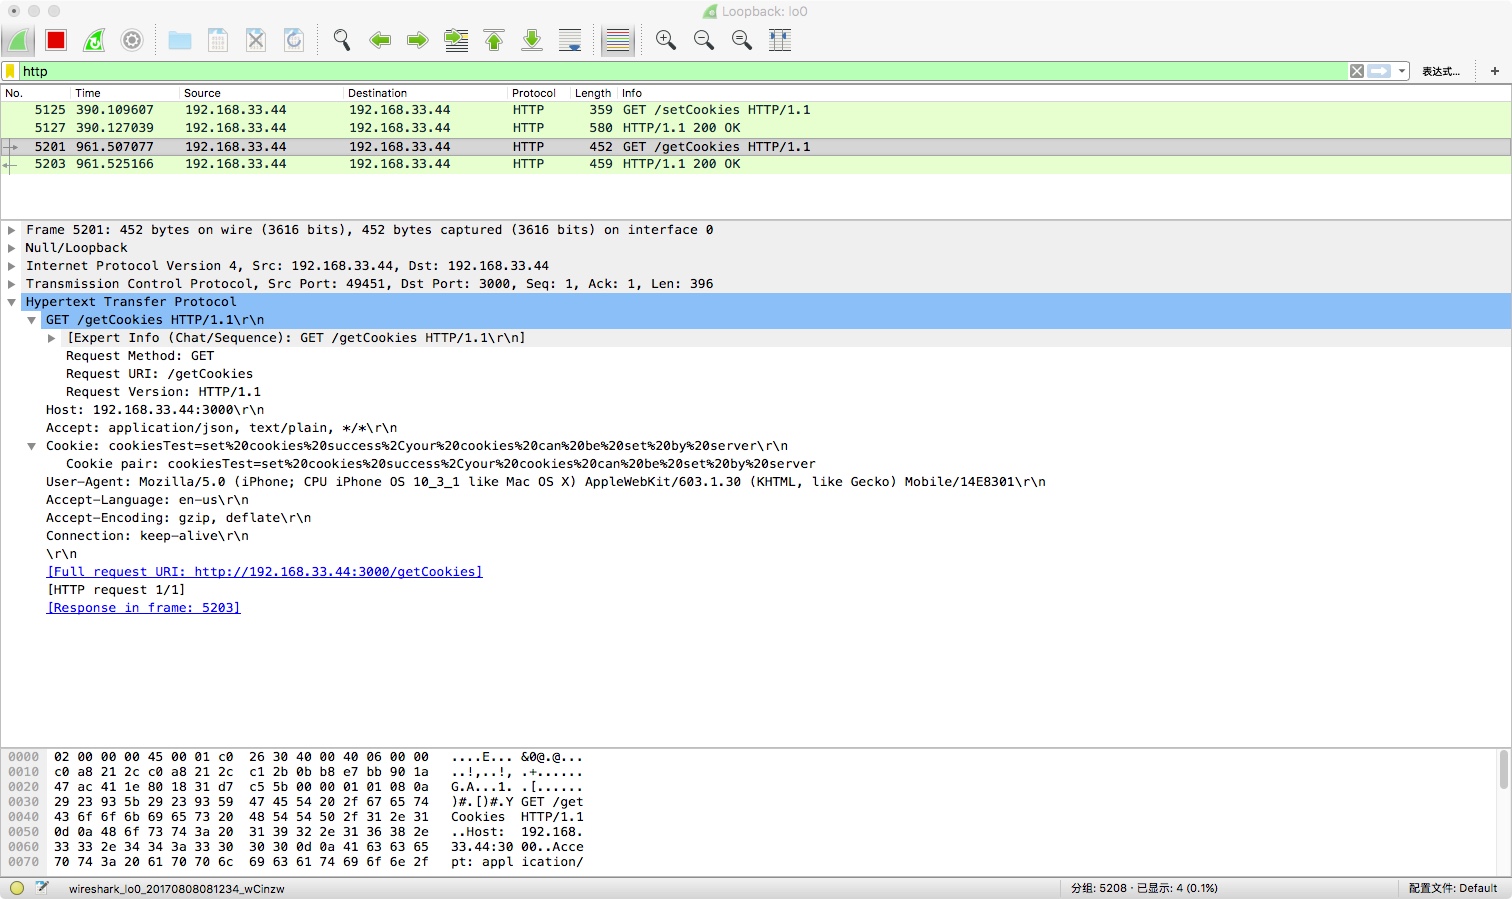 Loopback: lo0
http
表达式…
+
No. Time Source Destination Protocol Length Info
5125 390.109607 192.168.33.44 192.168.33.44 HTTP 359 GET /setCookies HTTP/1.1
5127 390.127039 192.168.33.44 192.168.33.44 HTTP 580 HTTP/1.1 200 OK
5201 961.507077 192.168.33.44 192.168.33.44 HTTP 452 GET /getCookies HTTP/1.1
5203 961.525166 192.168.33.44 192.168.33.44 HTTP 459 HTTP/1.1 200 OK
Frame 5201: 452 bytes on wire (3616 bits), 452 bytes captured (3616 bits) on interface 0
Null/Loopback
Internet Protocol Version 4, Src: 192.168.33.44, Dst: 192.168.33.44
Transmission Control Protocol, Src Port: 49451, Dst Port: 3000, Seq: 1, Ack: 1, Len: 396
Hypertext Transfer Protocol
GET /getCookies HTTP/1.1\r\n
[Expert Info (Chat/Sequence): GET /getCookies HTTP/1.1\r\n]
Request Method: GET
Request URI: /getCookies
Request Version: HTTP/1.1
Host: 192.168.33.44:3000\r\n
Accept: application/json, text/plain, */*\r\n
Cookie: cookiesTest=set%20cookies%20success%2Cyour%20cookies%20can%20be%20set%20by%20server\r\n
Cookie pair: cookiesTest=set%20cookies%20success%2Cyour%20cookies%20can%20be%20set%20by%20server
User-Agent: Mozilla/5.0 (iPhone; CPU iPhone OS 10_3_1 like Mac OS X) AppleWebKit/603.1.30 (KHTML, like Gecko) Mobile/14E8301\r\n
Accept-Language: en-us\r\n
Accept-Encoding: gzip, deflate\r\n
Connection: keep-alive\r\n
\r\n
[Full request URI: http://192.168.33.44:3000/getCookies]
[HTTP request 1/1]
[Response in frame: 5203]
0000 02 00 00 00 45 00 01 c0 26 30 40 00 40 06 00 00 ....E... &0@.@...
0010 c0 a8 21 2c c0 a8 21 2c c1 2b 0b b8 e7 bb 90 1a ..!,..!, .+......
0020 47 ac 41 1e 80 18 31 d7 c5 5b 00 00 01 01 08 0a G.A...1. .[......
0030 29 23 93 5b 29 23 93 59 47 45 54 20 2f 67 65 74 )#.[)#.Y GET /get
0040 43 6f 6f 6b 69 65 73 20 48 54 54 50 2f 31 2e 31 Cookies HTTP/1.1
0050 0d 0a 48 6f 73 74 3a 20 31 39 32 2e 31 36 38 2e ..Host: 192.168.
0060 33 33 2e 34 34 3a 33 30 30 30 0d 0a 41 63 63 65 33.44:30 00..Acce
0070 70 74 3a 20 61 70 70 6c 69 63 61 74 69 6f 6e 2f pt: appl ication/
wireshark_lo0_20170808081234_wCinzw
分组: 5208 · 已显示: 4 (0.1%)
配置文件: Default